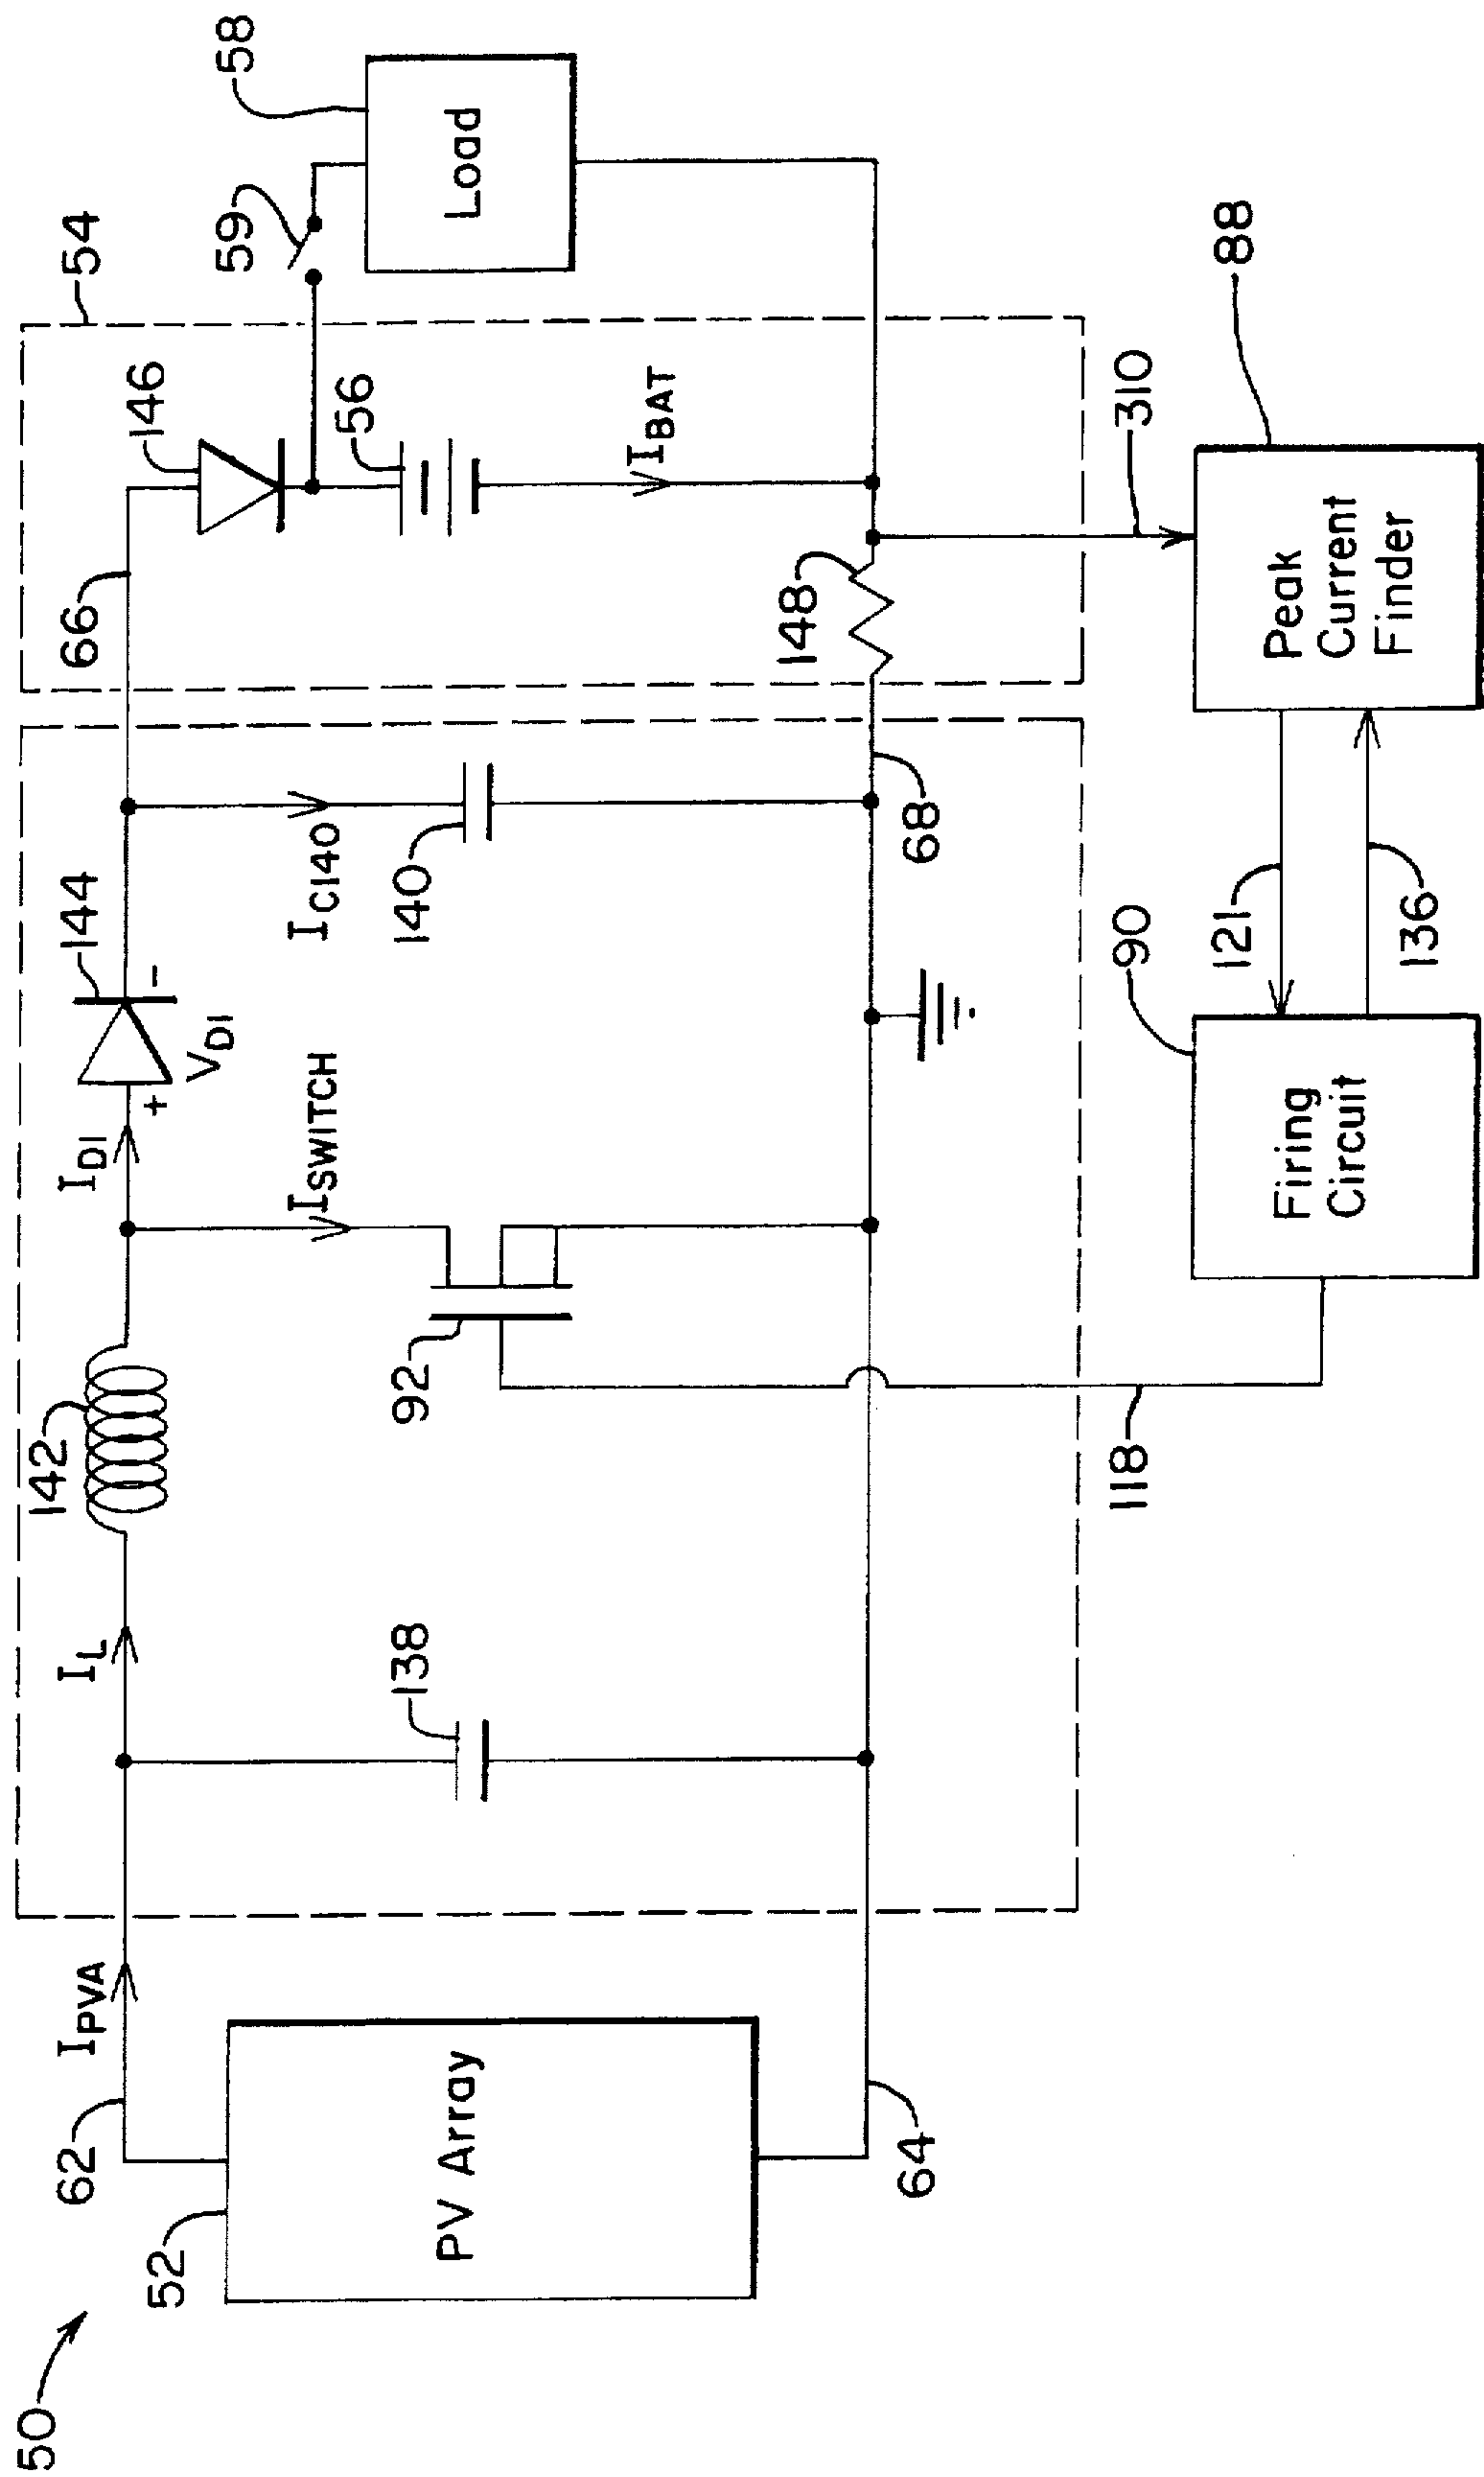 50
52
PV Array
62
I_PVA
64
I_L
138
142
92
118
I_SWITCH
I_D1
+
V_D1
-
144
I_C140
140
68
66
54
146
56
I_BAT
148
59
58
Load
310
88
Peak
Current
Finder
121
136
90
Firing
Circuit